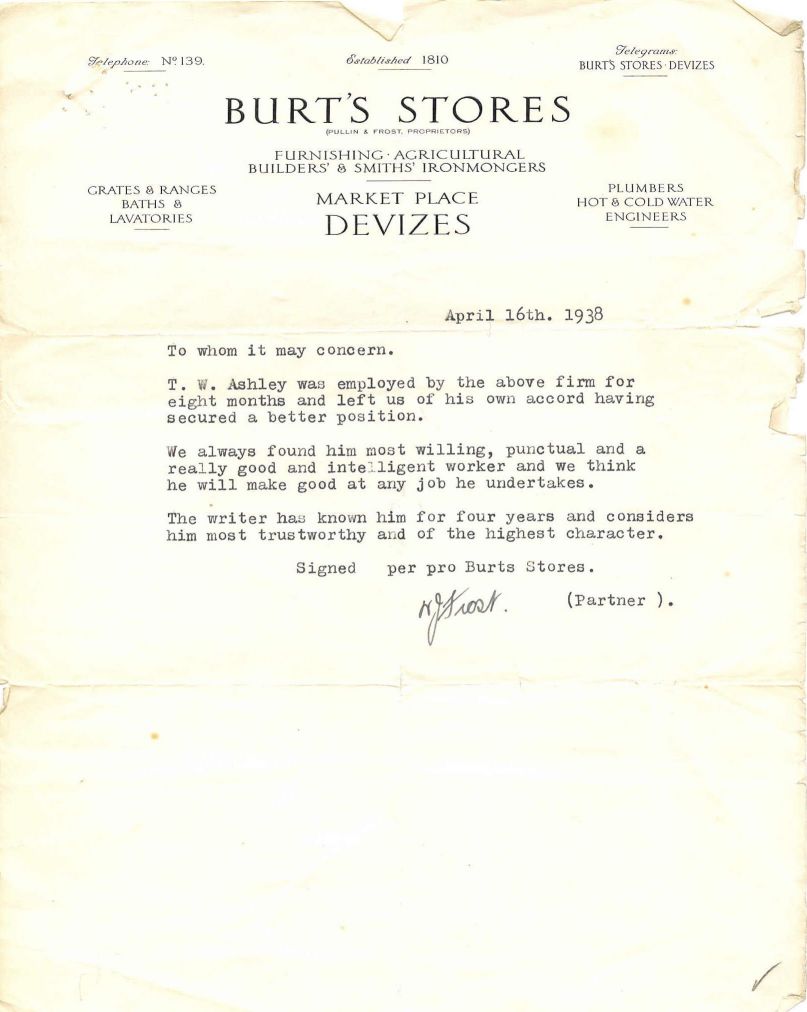 Telephone: Nº 139.
Established 1810
Telegrams:
BURT'S STORES · DEVIZES
BURT'S STORES
(PULLIN & FROST, PROPRIETORS)
FURNISHING · AGRICULTURAL
BUILDERS' & SMITHS' IRONMONGERS
GRATES & RANGES
BATHS &
LAVATORIES
MARKET PLACE
DEVIZES
PLUMBERS
HOT & COLD WATER
ENGINEERS
April 16th. 1938
To whom it may concern.
T. W. Ashley was employed by the above firm for
eight months and left us of his own accord having
secured a better position.
We always found him most willing, punctual and a
really good and intelligent worker and we think
he will make good at any job he undertakes.
The writer has known him for four years and considers
him most trustworthy and of the highest character.
Signed per pro Burts Stores.
Frost. (Partner ).